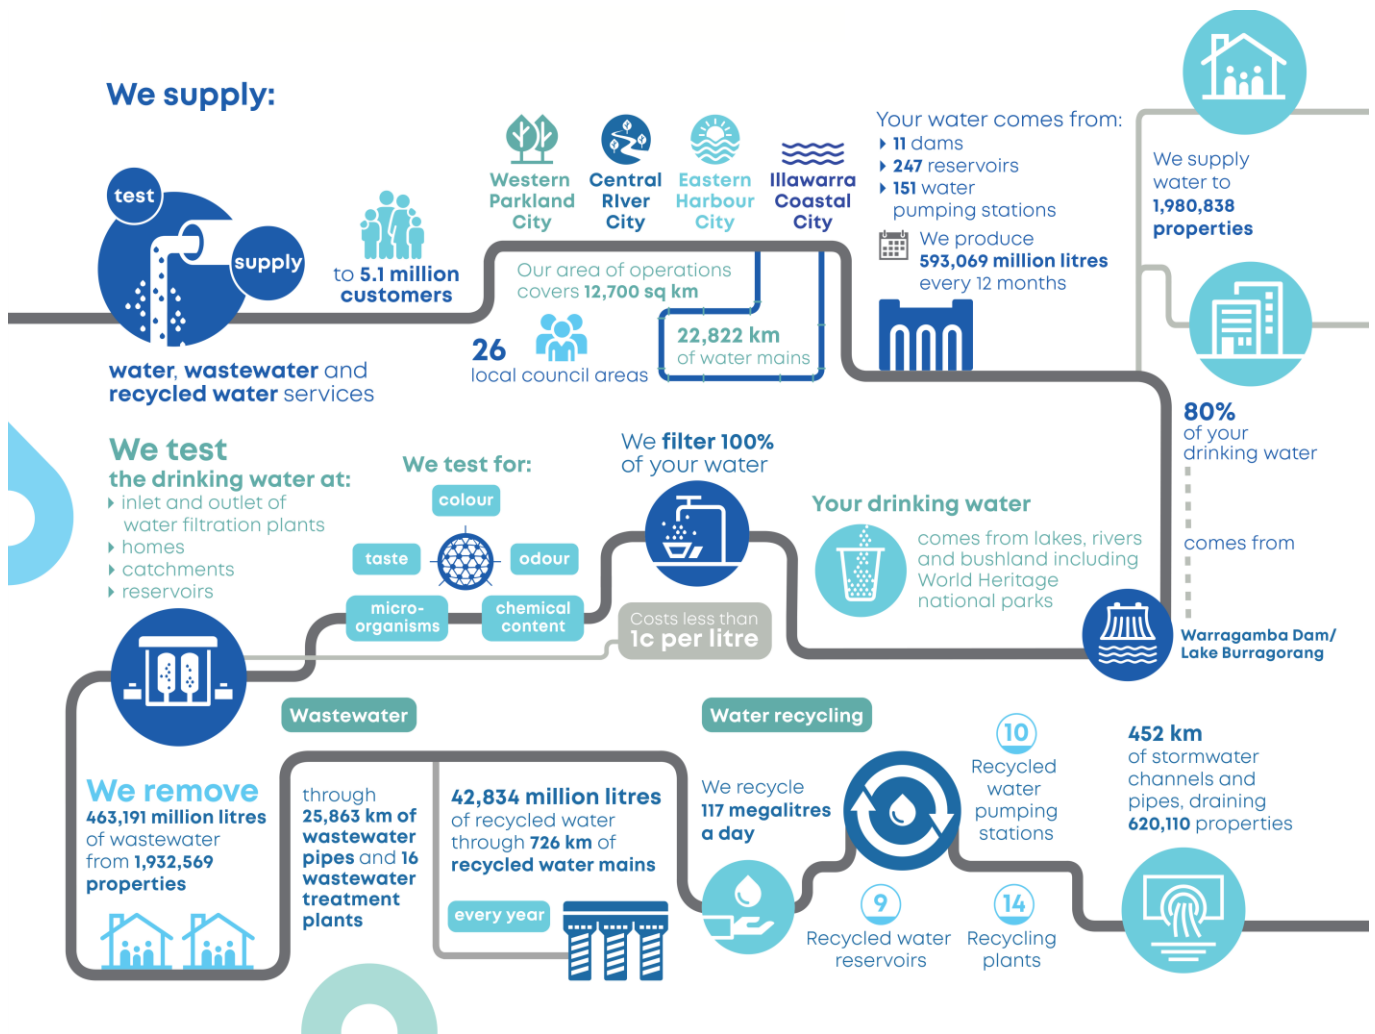 We supply:
test
supply
water, wastewater and
recycled water services
to 5.1 million
customers
Western
Parkland
City
Central
RIver
City
Eastern
Harbour
City
Illawarra
Coastal
City
Our area of operations
covers 12,700 sq km
26
local council areas
22,822 km
of water mains
Your water comes from:
11 dams
247 reservoirs
151 water
pumping stations
We produce
593,069 million litres
every 12 months
We supply
water to
1,980,838
properties
80%
of your
drinking water
comes from
Warragamba Dam/
Lake Burragorang
We test
the drinking water at:
inlet and outlet of
water filtration plants
homes
catchments
reservoirs
We test for:
colour
taste
odour
micro-
organisms
chemical
content
We filter 100%
of your water
Costs less than
1c per litre
Your drinking water
comes from lakes, rivers
and bushland including
World Heritage
national parks
Wastewater
We remove
463,191 million litres
of wastewater
from 1,932,569
properties
through
25,863 km of
wastewater
pipes and 16
wastewater
treatment
plants
42,834 million litres
of recycled water
through 726 km of
recycled water mains
every year
Water recycling
We recycle
117 megalitres
a day
10
Recycled
water
pumping
stations
9
Recycled water
reservoirs
14
Recycling
plants
452 km
of stormwater
channels and
pipes, draining
620,110 properties